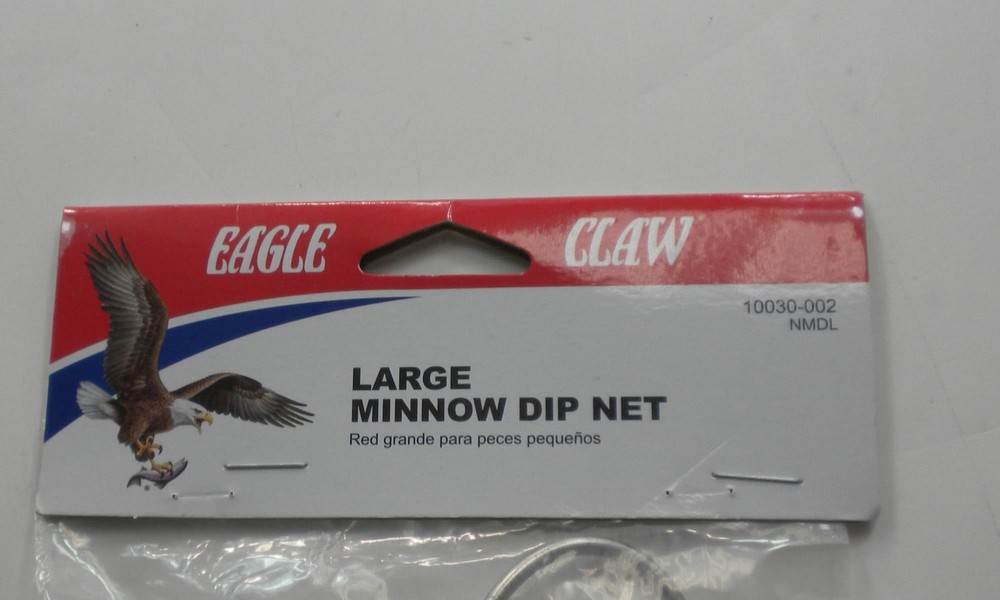 EAGLE CLAW
10030-002
NMDL
LARGE
MINNOW DIP NET
Red grande para peces pequeños